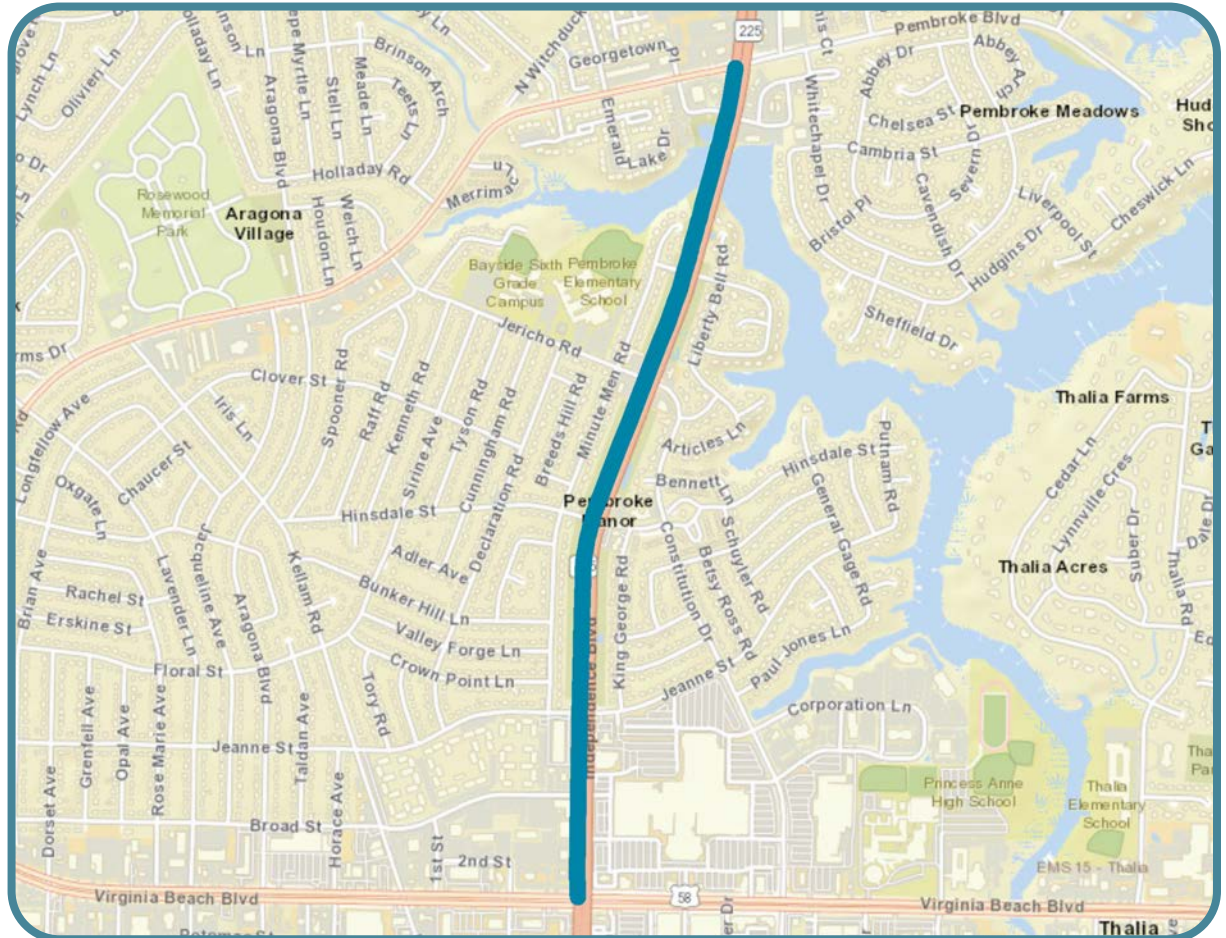 225
Pembroke Blvd
Georgetown Pl
N Witchduck
Brinson Arch
Holladay Ln
Lynch Ln
Olivieri Ln
Stell Ln
Meade Ln
Teets Ln
Aragona Blvd
Abbey Dr
Abbey Arch
Whitechapel Dr
Emerald
Lake Dr
Chelsea St
Pembroke Meadows
Cambria St
Severn Dr
Cavendish Dr
Liverpool St
Cheswick Ln
Hudgins Dr
Bristol Pl
Sheffield Dr
Holladay Rd
Merrimac Ln
Rosewood
Memorial
Park
Aragona
Village
Houdon Ln
Welch Ln
Bayside Sixth
Grade
Campus
Pembroke
Elementary
School
Liberty Bell Rd
Jericho Rd
Minute Men Rd
Clover St
Iris Ln
Spooner Rd
Ralf Rd
Kenneth Rd
Sirine Ave
Tyson Rd
Cunningham Rd
Declaration Rd
Breeds Hill Rd
Longfellow Ave
Chaucer St
Oxgate Ln
Articles Ln
Bennett Ln
Hinsdale St
Putnam Rd
General Gage Rd
Thalia Farms
Cedar Ln
Lynnville Cres
Suber Dr
Dale Dr
Thalia Rd
Thalia Acres
Hinsdale St
Pembroke
Manor
Adler Ave
Bunker Hill Ln
Valley Forge Ln
Crown Point Ln
Kellam Rd
Jacqueline Ave
Lavender Ln
Aragona Blvd
Brian Ave
Rachel St
Erskine St
Floral St
Tory Rd
Independence Blvd
King George Rd
Constitution Dr
Betsy Ross Rd
Schuyler Rd
Paul Jones Ln
Jeanne St
Corporation Ln
Grenfell Ave
Opal Ave
Rose Marie Ave
Taldan Ave
Jeanne St
Horace Ave
Dorset Ave
Broad St
1st St
2nd St
Princess Anne
High School
Thalia
Elementary
School
EMS 15 - Thalia
Virginia Beach Blvd
58
Virginia Beach Blvd
Thalia